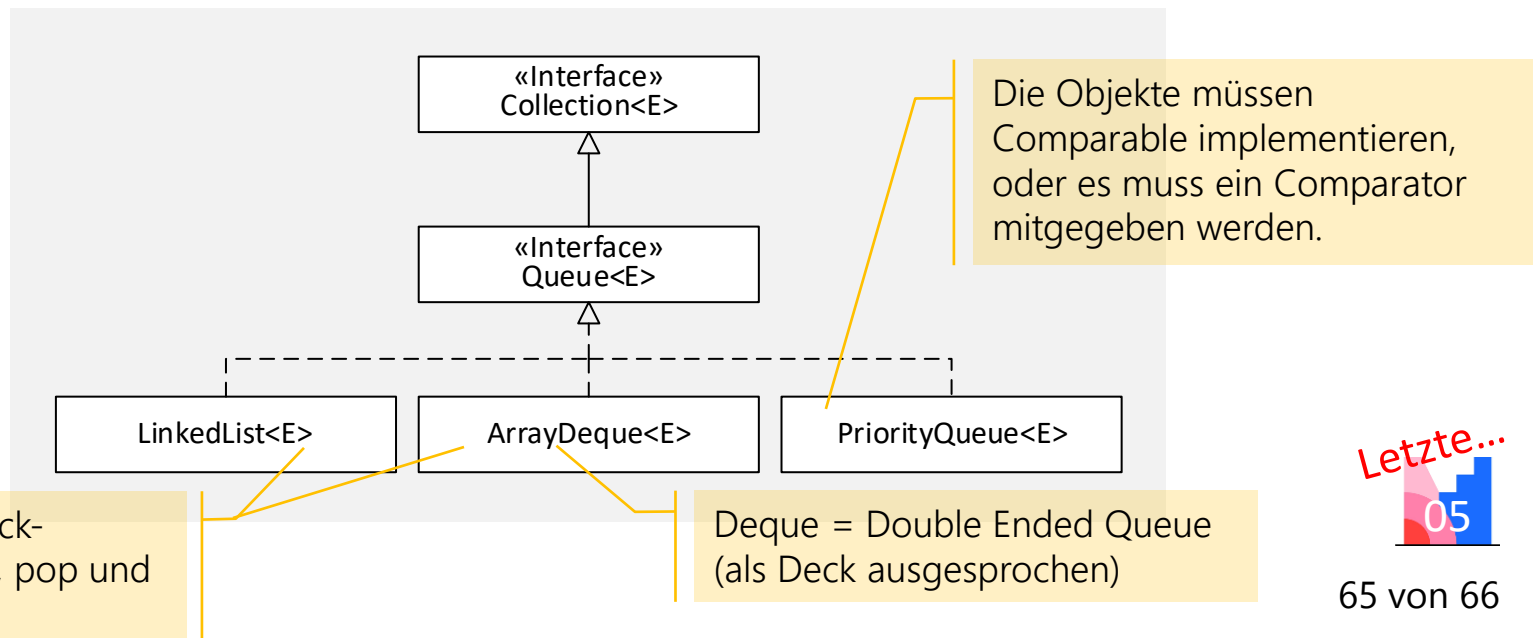 «Interface»
Collection<E>
Die Objekte müssen
Comparable implementieren,
oder es muss ein Comparator
mitgegeben werden.
«Interface»
Queue<E>
LinkedList<E>
ArrayDeque<E>
PriorityQueue<E>
ck-
pop und
Deque = Double Ended Queue
(als Deck ausgesprochen)
Letzte...
05
65 von 66